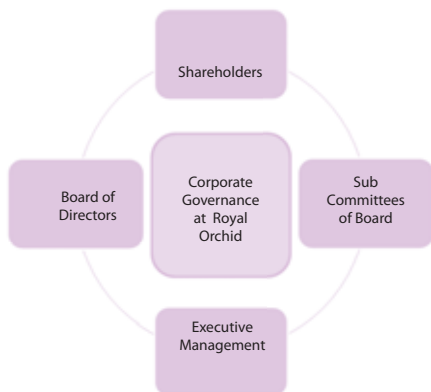 Shareholders
Board of
Directors
Corporate
Governance
at Royal
Orchid
Sub
Committees
of Board
Executive
Management